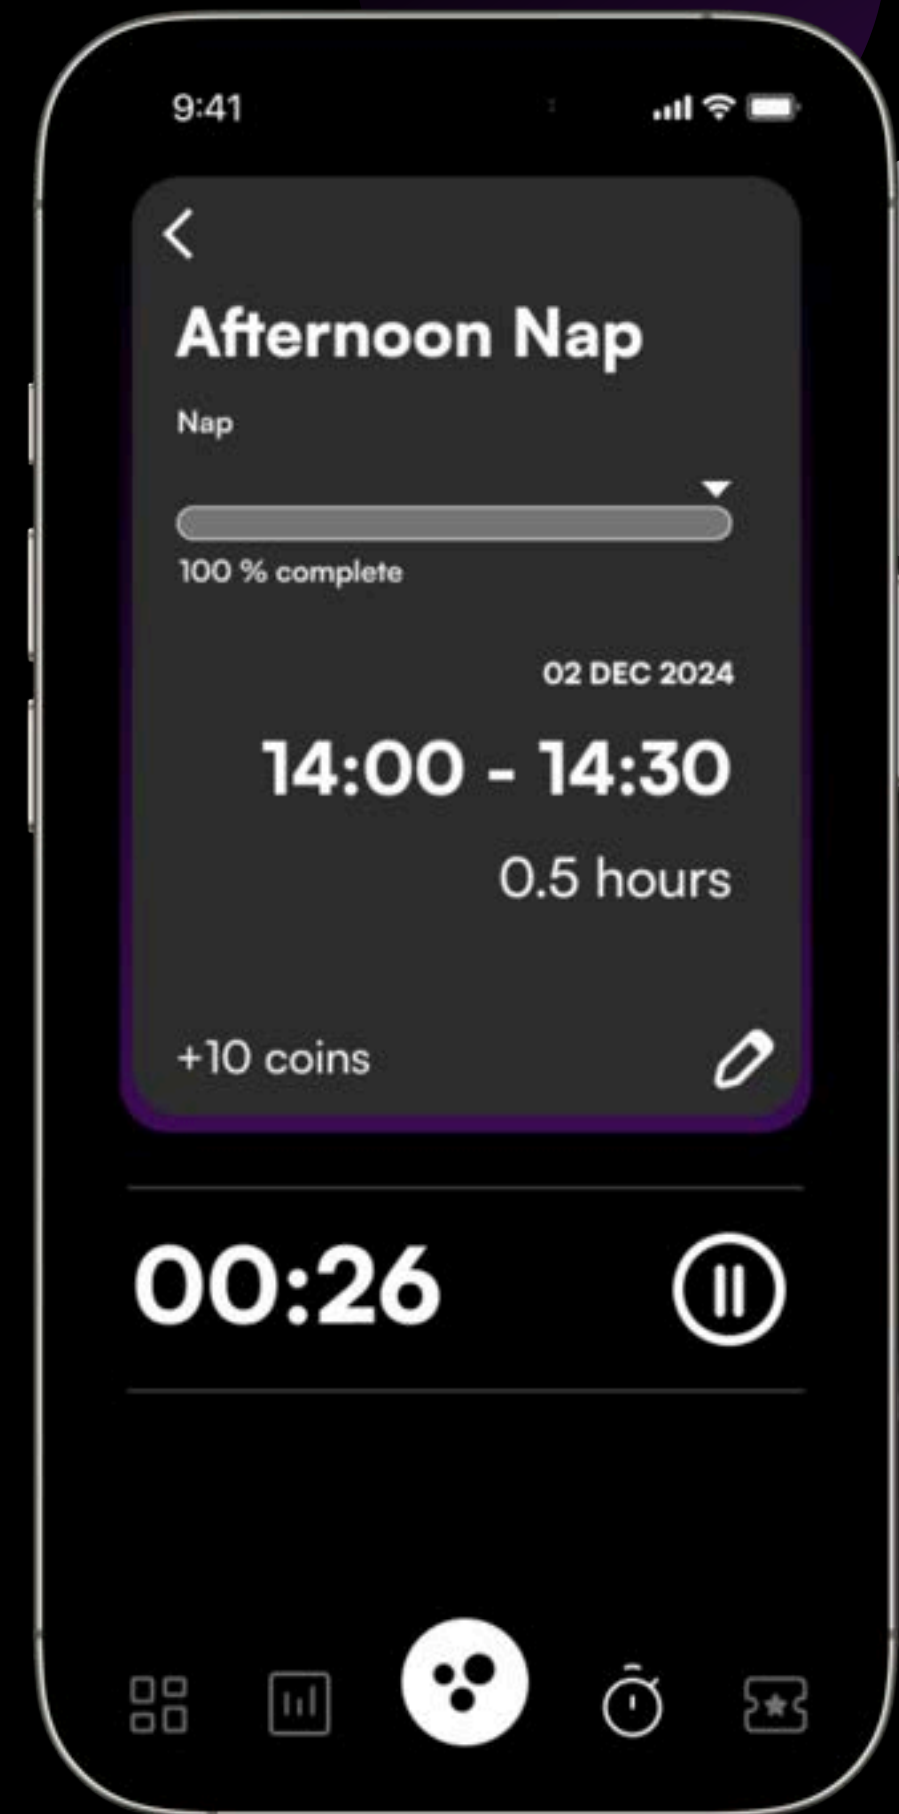 9:41
Afternoon Nap
Nap
100 % complete
02 DEC 2024
14:00 - 14:30
0.5 hours
+10 coins
00:26